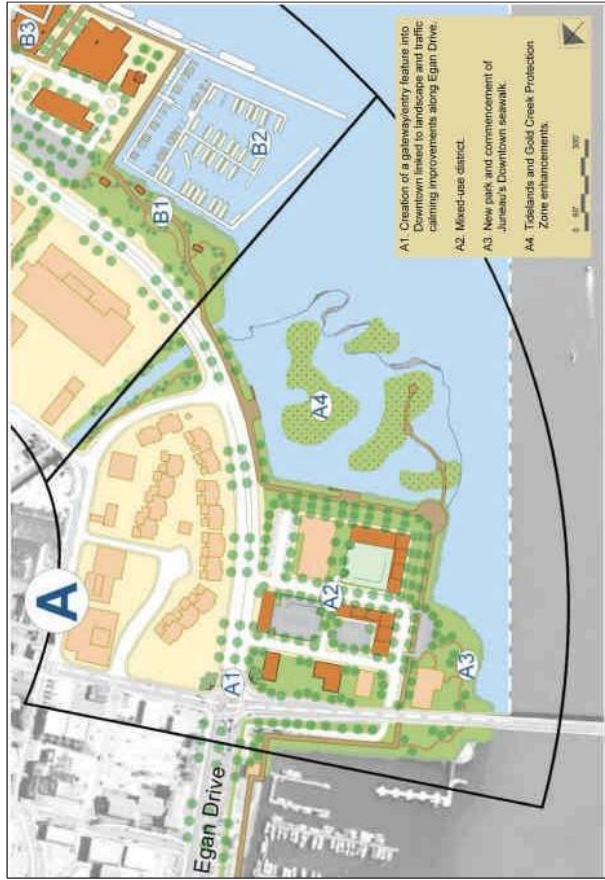 B3
B2
B1
A
A4
A2
A1
A3
Egan Drive
A1. Creation of a gateway/entry feature into
Downtown linked to landscape and traffic
calming improvements along Egan Drive.
A2. Mixed-use district.
A3. New park and commencement of
Juneau's Downtown seawalk.
A4. Tidelands and Gold Creek Protection
Zone enhancements.
0